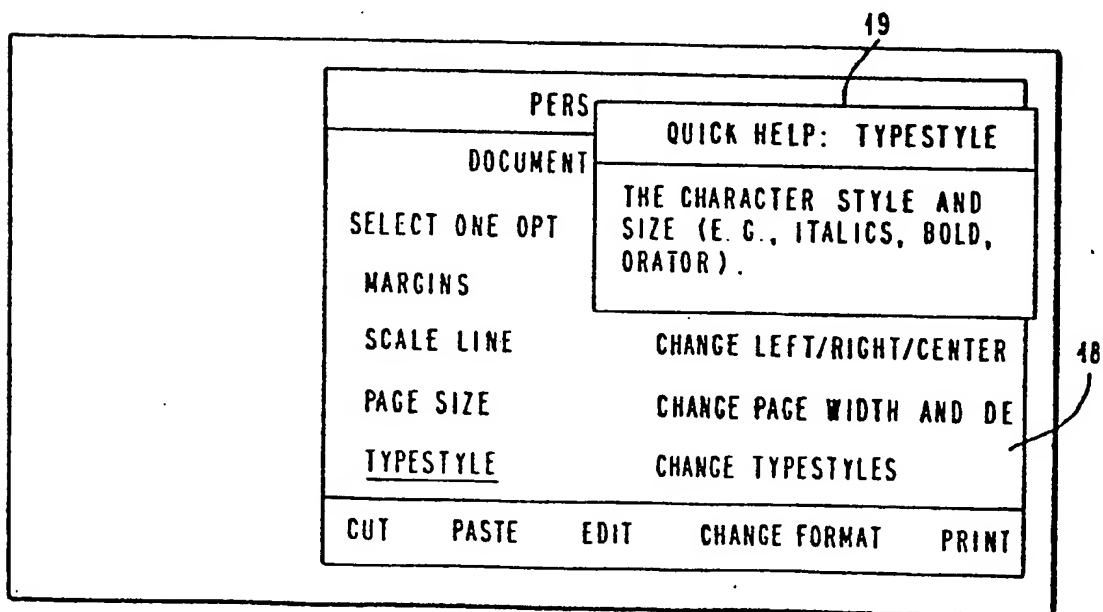 19
PERS
QUICK HELP: TYPESTYLE
DOCUMENT
THE CHARACTER STYLE AND
SIZE (E.G., ITALICS, BOLD,
ORATOR).
SELECT ONE OPT
MARGINS
SCALE LINE CHANGE LEFT/RIGHT/CENTER
18
PAGE SIZE CHANGE PAGE WIDTH AND DE
TYPESTYLE CHANGE TYPESTYLES
CUT PASTE EDIT CHANGE FORMAT PRINT